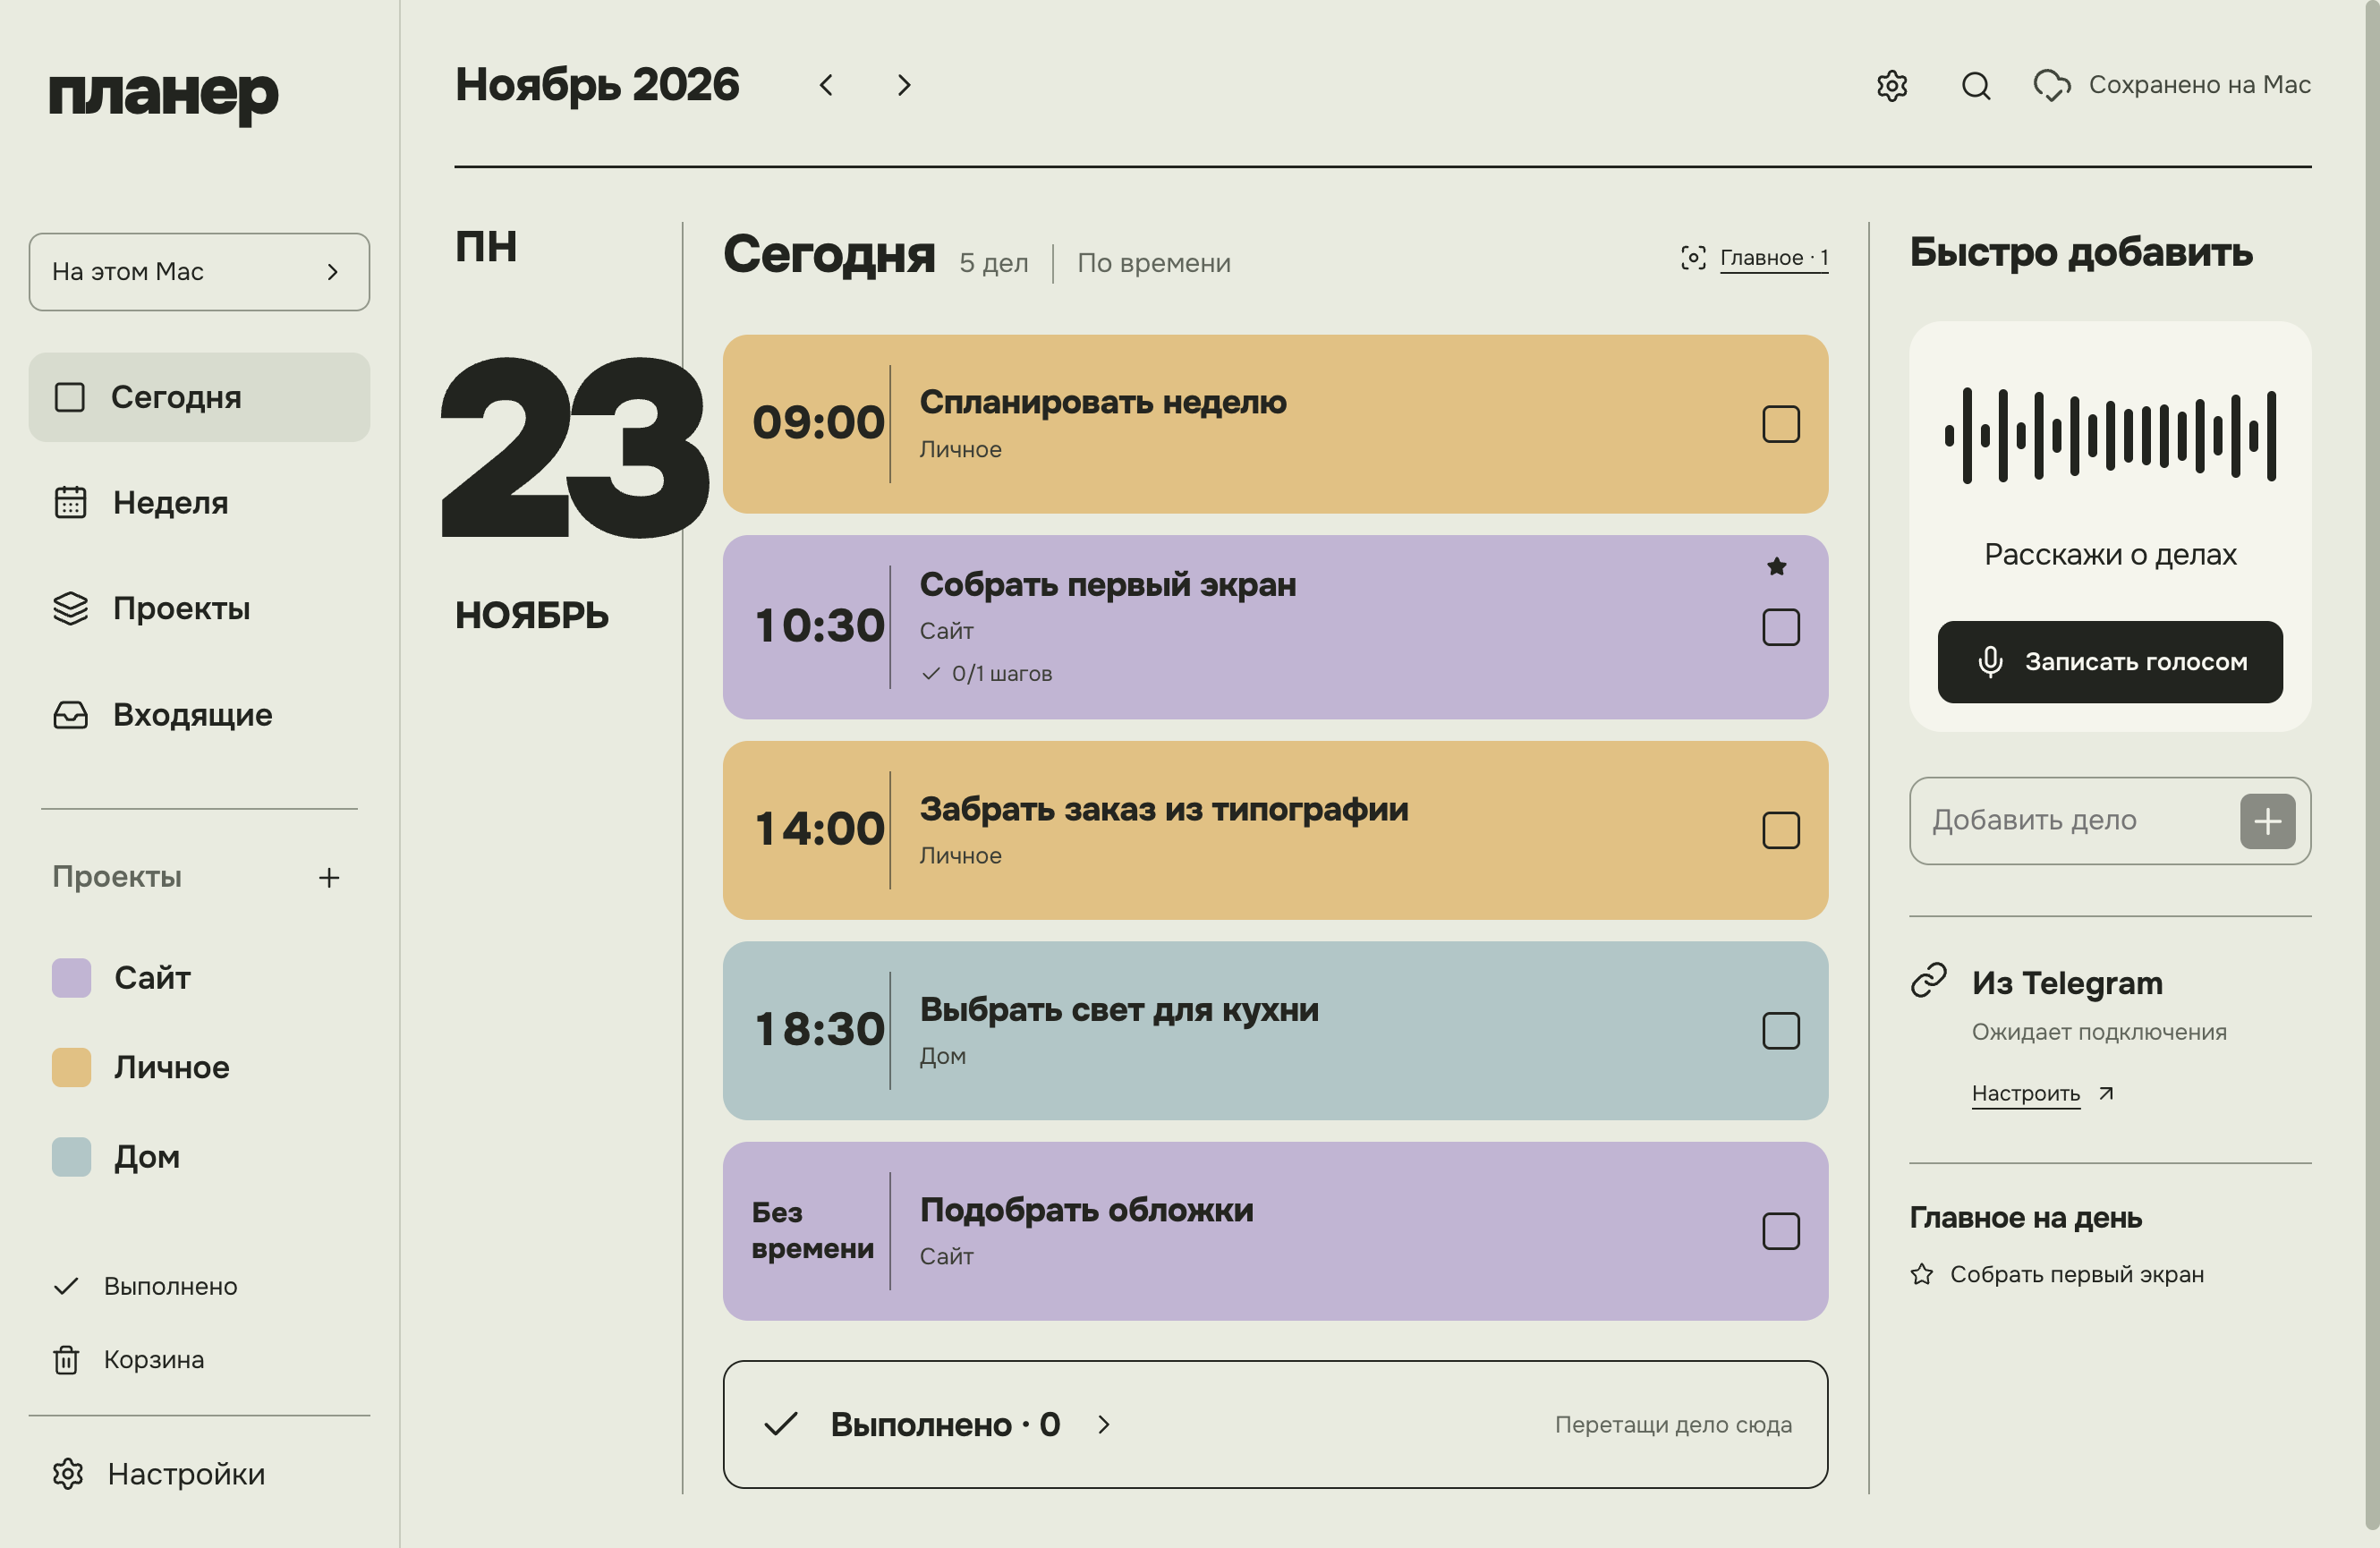 планер
На этом Mac
Сегодня
Неделя
Проекты
Входящие
Проекты
Сайт
Личное
Дом
Выполнено
Корзина
Настройки
Ноябрь 2026
Сохранено на Mac
ПН
23
НОЯБРЬ
Сегодня 5 дел По времени
Главное · 1
09:00 Спланировать неделю
Личное
10:30 Собрать первый экран
Сайт
0/1 шагов
14:00 Забрать заказ из типографии
Личное
18:30 Выбрать свет для кухни
Дом
Без
времени
Подобрать обложки
Сайт
Выполнено · 0
Перетащи дело сюда
Быстро добавить
Расскажи о делах
Записать голосом
Добавить дело
Из Telegram
Ожидает подключения
Настроить
Главное на день
Собрать первый экран